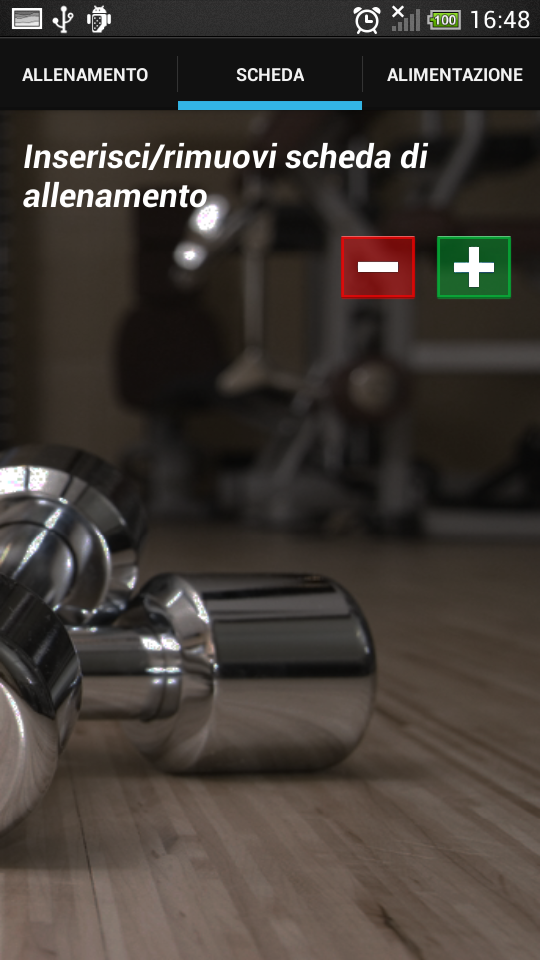 100 16:48
ALLENAMENTO SCHEDA ALIMENTAZIONE
Inserisci/rimuovi scheda di
allenamento